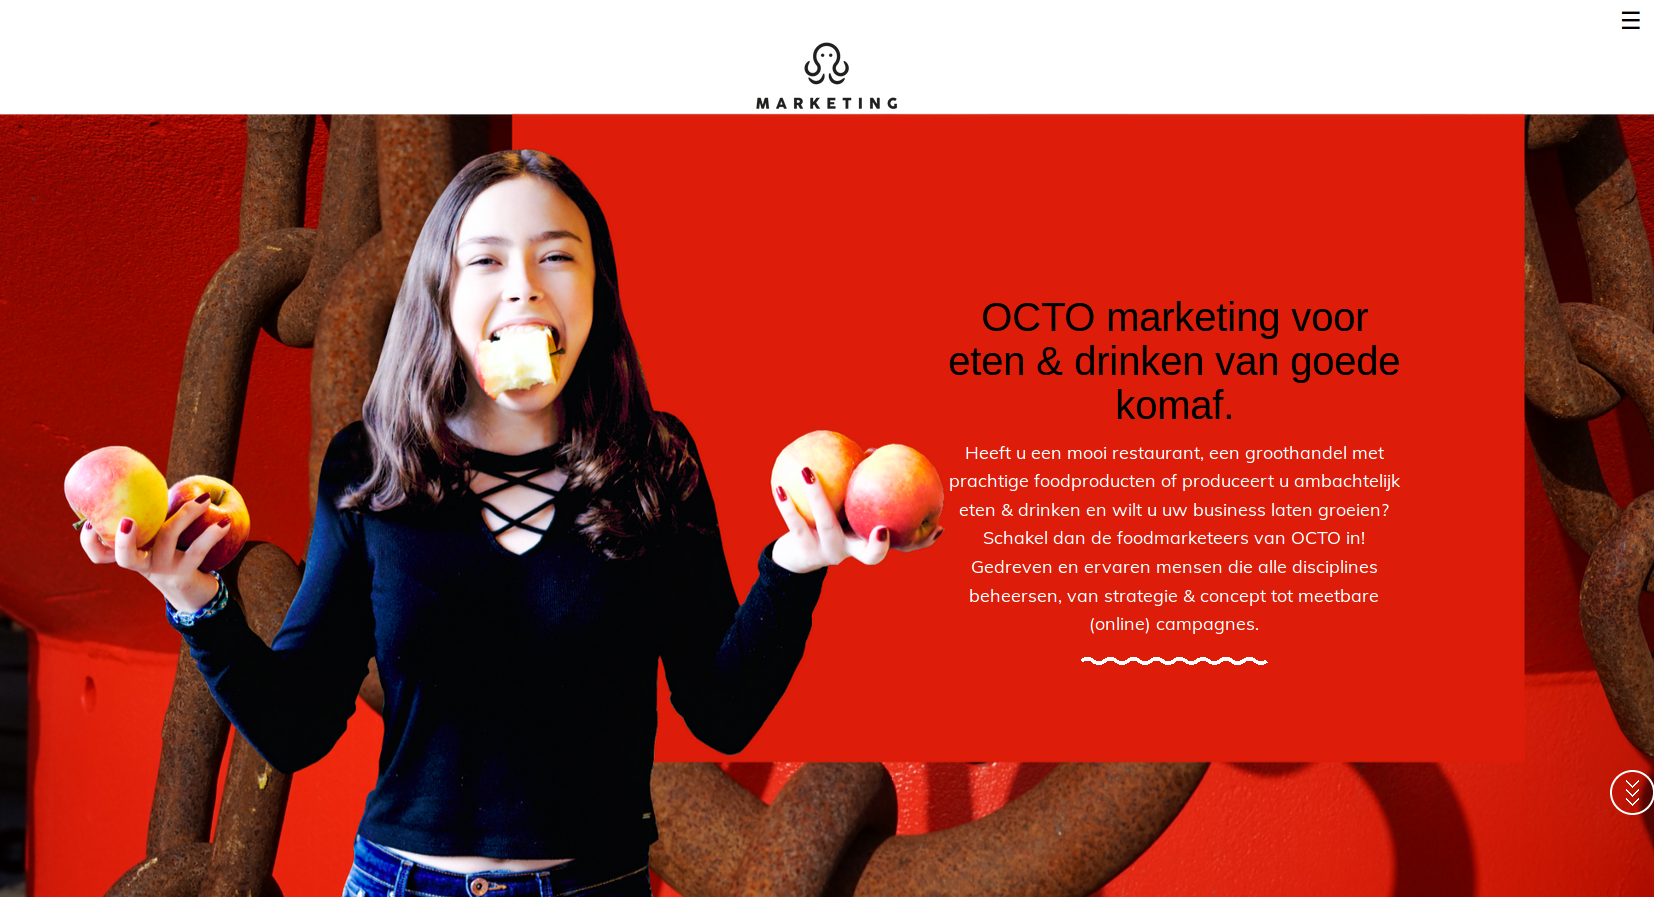 MARKETING
OCTO marketing voor
eten & drinken van goede
komaf.
Heeft u een mooi restaurant, een groothandel met
prachtige foodproducten of produceert u ambachtelijk
eten & drinken en wilt u uw business laten groeien?
Schakel dan de foodmarketeers van OCTO in!
Gedreven en ervaren mensen die alle disciplines
beheersen, van strategie & concept tot meetbare
(online) campagnes.